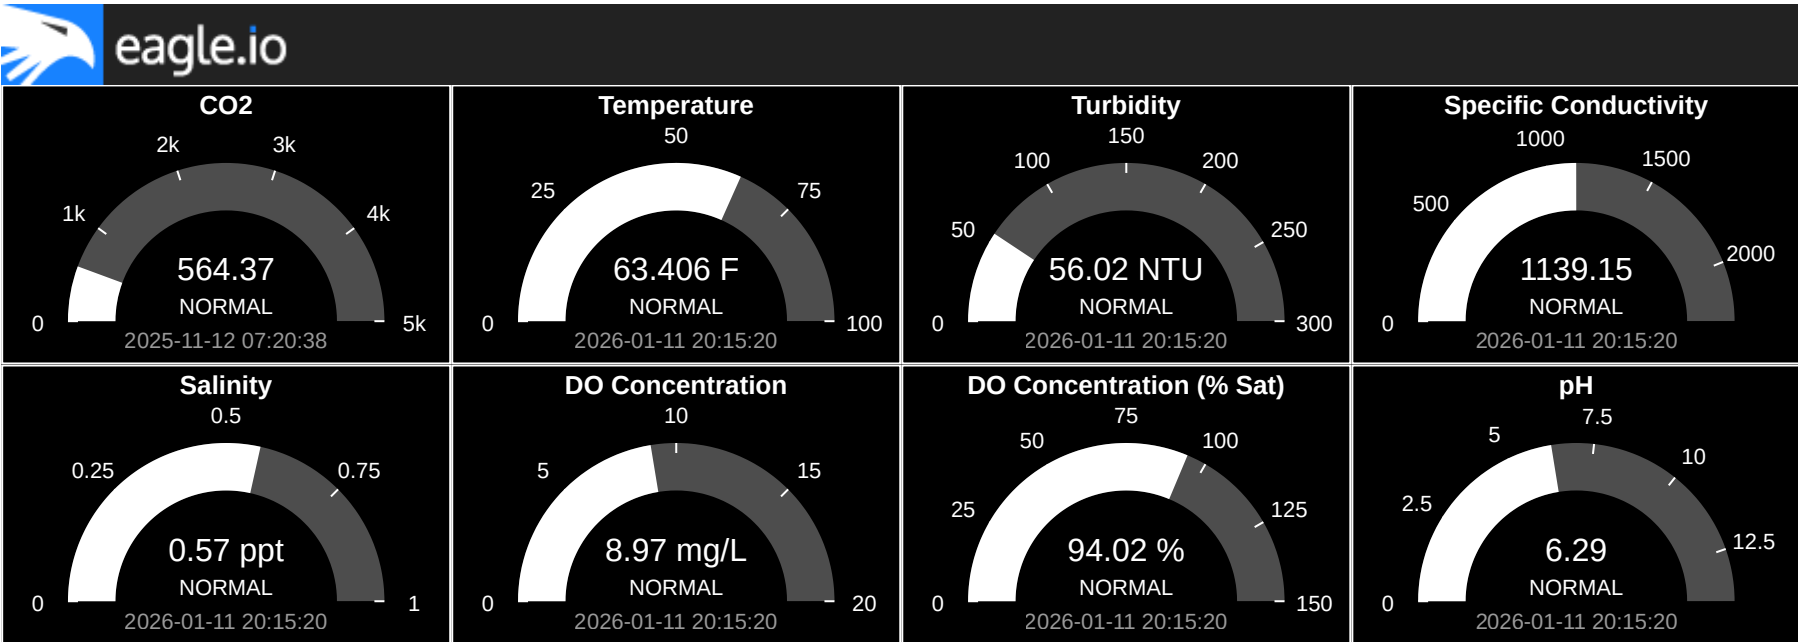 eagle.io
CO2
2k 3k
1k 4k
564.37
NORMAL
0 5k
2025-11-12 07:20:38
Temperature
50
25 75
63.406 F
NORMAL
0 100
2026-01-11 20:15:20
Turbidity
150
100 200
50 250
56.02 NTU
NORMAL
0 300
2026-01-11 20:15:20
Specific Conductivity
1000
1500
500
2000
1139.15
NORMAL
0
2026-01-11 20:15:20
Salinity
0.5
0.25 0.75
0.57 ppt
NORMAL
0 1
2026-01-11 20:15:20
DO Concentration
10
5 15
8.97 mg/L
NORMAL
0 20
2026-01-11 20:15:20
DO Concentration (% Sat)
75
50 100
25 125
94.02 %
NORMAL
0 150
2026-01-11 20:15:20
pH
7.5
5
10
2.5
12.5
6.29
NORMAL
0
2026-01-11 20:15:20